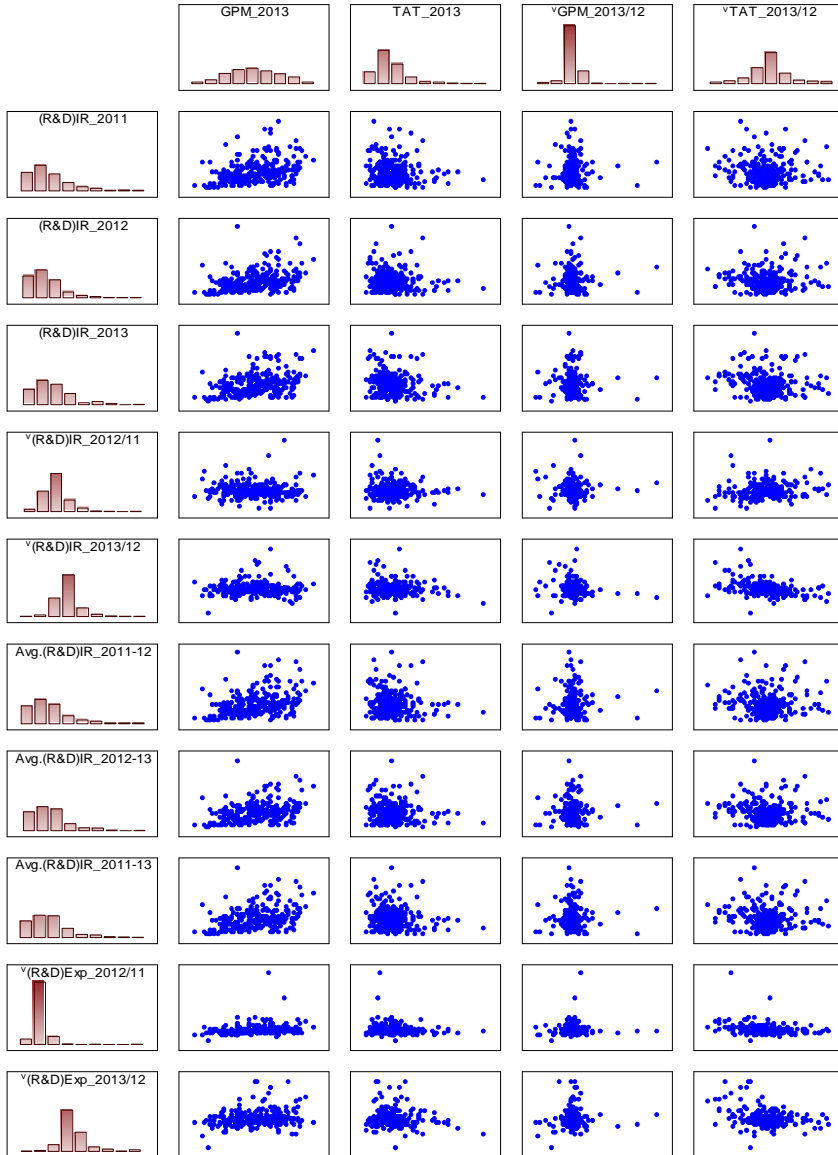 GPM_2013 TAT_2013 ᵛGPM_2013/12 ᵛTAT_2013/12
(R&D)IR_2011
(R&D)IR_2012
(R&D)IR_2013
ᵛ(R&D)IR_2012/11
ᵛ(R&D)IR_2013/12
Avg.(R&D)IR_2011-12
Avg.(R&D)IR_2012-13
Avg.(R&D)IR_2011-13
ᵛ(R&D)Exp_2012/11
ᵛ(R&D)Exp_2013/12